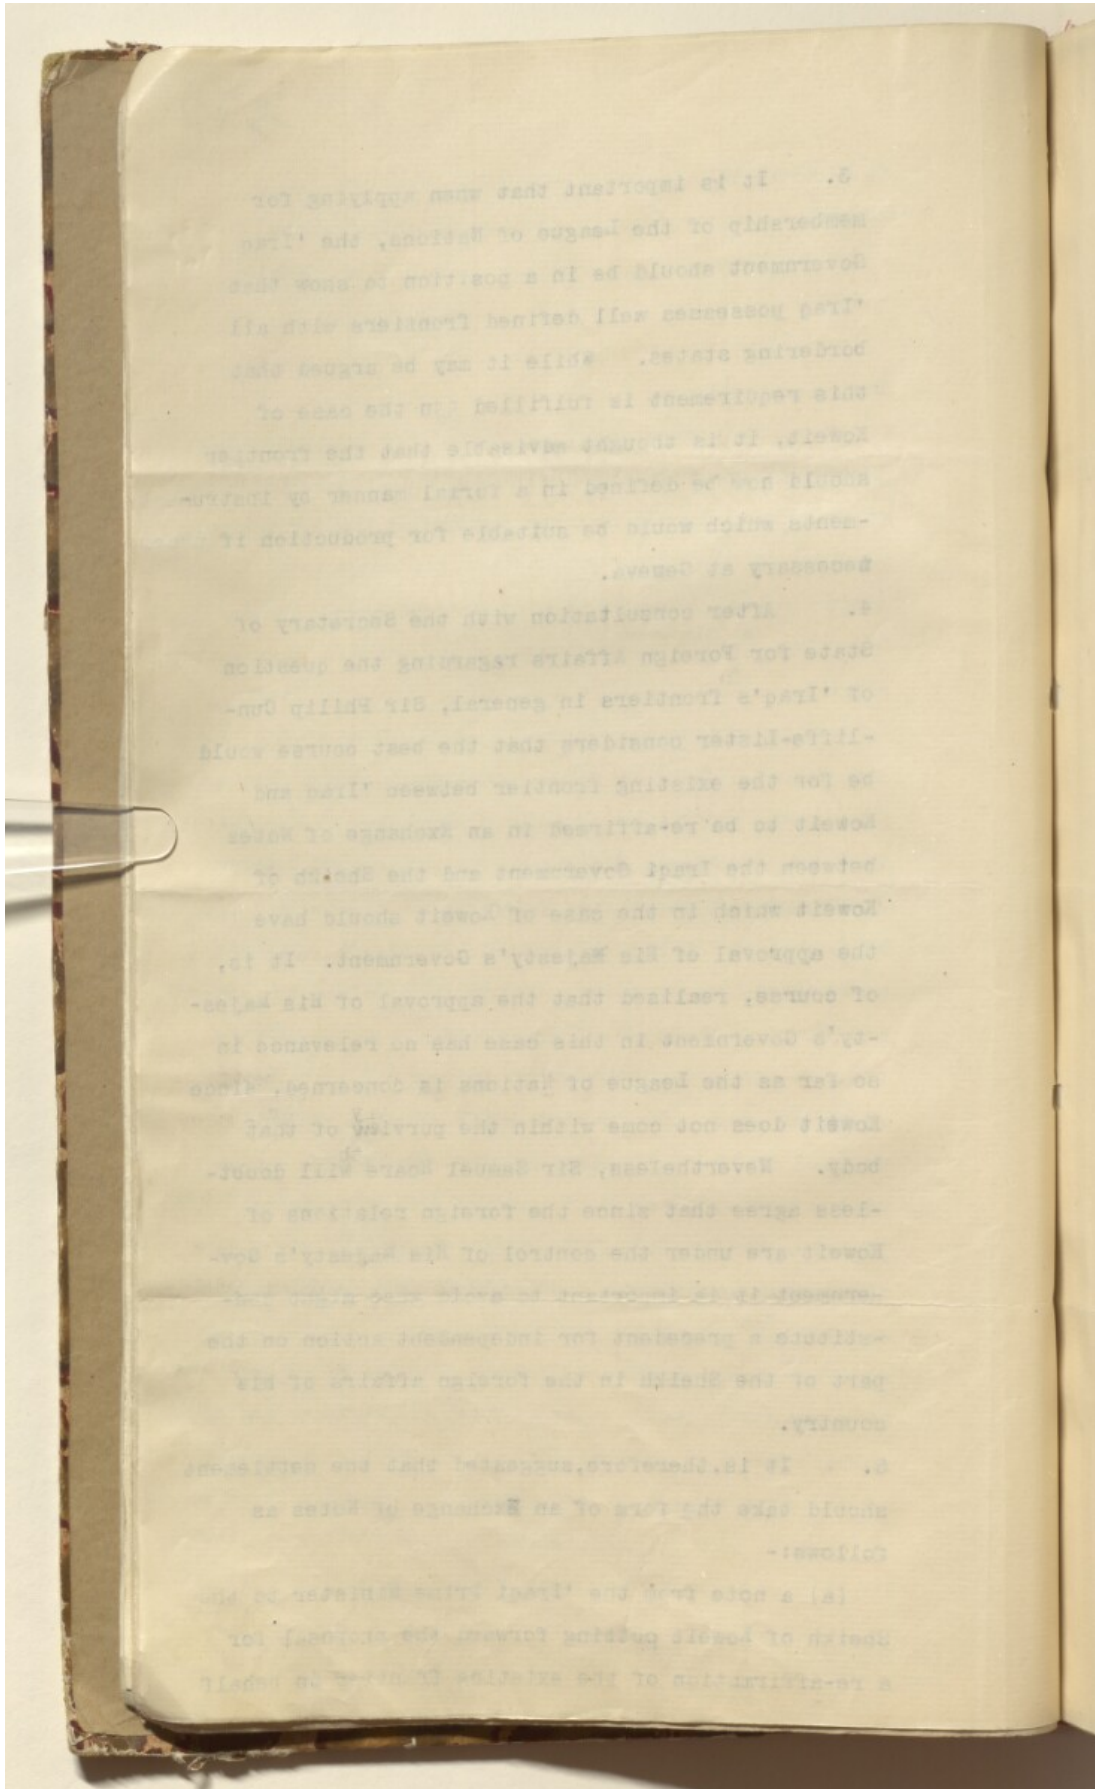 3. It is important that when applying for
membership of the League of Nations, the 'Iraq
Government should be in a position to show that
'Iraq possesses well defined frontiers with all
bordering states. While it may be argued that
this requirement is fulfilled in the case of
Koweit, it is thought advisable that the frontier
should now be defined in a formal manner by instru-
-ments which would be suitable for production if
necessary at Geneva.
4. After consultation with the Secretary of
State for Foreign Affairs regarding the question
of 'Iraq's frontiers in general, Sir Philip Cun-
-liffe-Lister considers that the best course would
be for the existing frontier between 'Iraq and
Koweit to be re-affirmed in an Exchange of Notes
between the Iraqi Government and the Sheikh of
Koweit which in the case of Koweit should have
the approval of His Majesty's Government. It is,
of course, realised that the approval of His Majes-
-ty's Government in this case has no relevance in
so far as the League of Nations is concerned, since
Koweit does not come within the purview of that
body. Nevertheless, Sir Samuel Hoare will doubt-
-less agree that since the foreign relations of
Koweit are under the control of His Majesty's Gov-
-ernment it is important to avoid what might con-
-stitute a precedent for independent action on the
part of the Sheikh in the foreign affairs of his
country.
It is, therefore, suggested that the settlement
should take the form of an Exchange of Notes as
follows:-
(a) a note from the 'Iraqi Prime Minister to the
Sheikh of Koweit putting forward the proposal for
a re-affirmation of the existing frontier on behalf